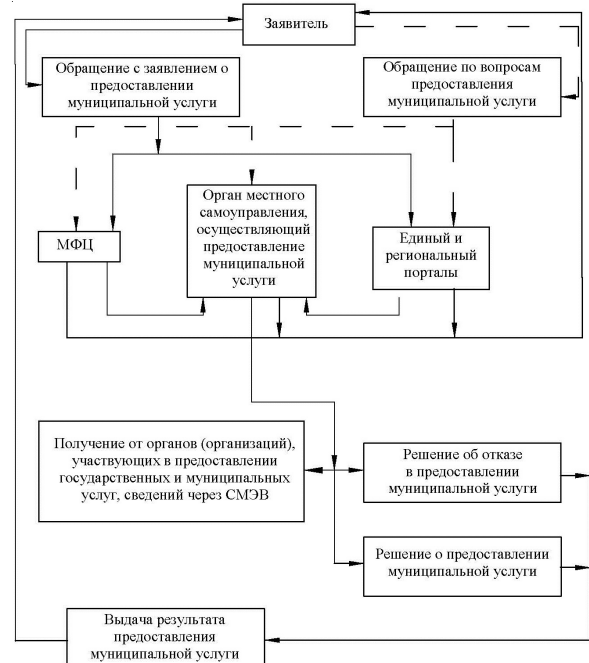 Заявитель
Обращение с заявлением о
предоставлении
муниципальной услуги
Обращение по вопросам
предоставления
муниципальной услуги
МФЦ
Орган местного
самоуправления,
осуществляющий
предоставление
муниципальной
услуги
Единый и
региональный
порталы
Получение от органов (организаций),
участвующих в предоставлении
государственных и муниципальных
услуг, сведений через СМЭВ
Решение об отказе
в предоставлении
муниципальной услуги
Решение о предоставлении
муниципальной услуги
Выдача результата
предоставления
муниципальной услуги